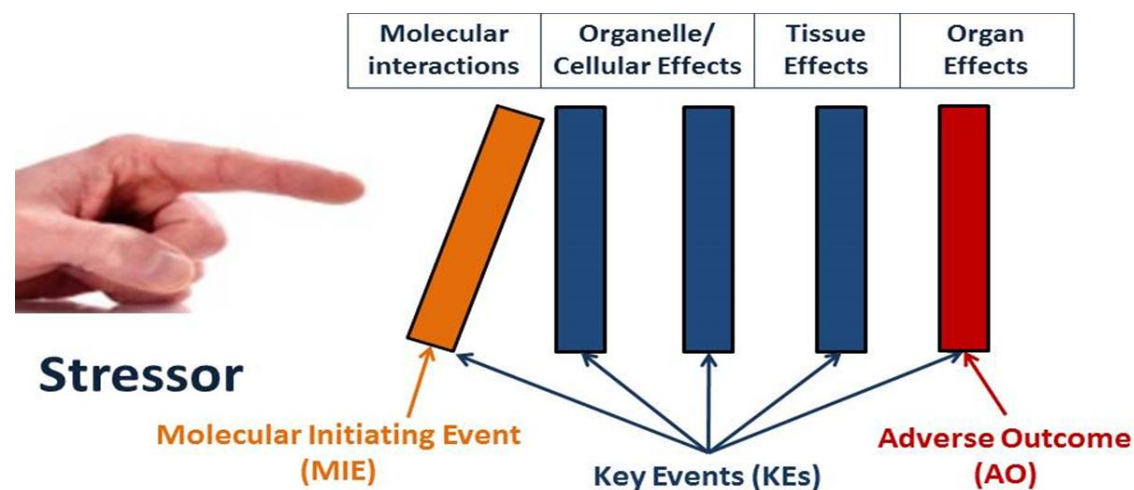 Molecular
interactions
Organelle/
Cellular Effects
Tissue
Effects
Organ
Effects
Stressor
Molecular Initiating Event
(MIE)
Key Events (KEs)
Adverse Outcome
(AO)